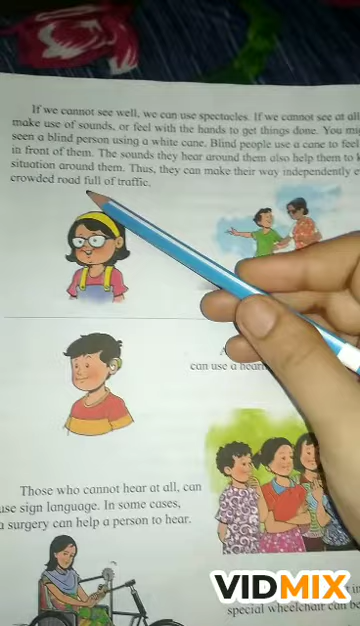 If we cannot see well, we can use spectacles. If we cannot see at all
make use of sounds, or feel with the hands to get things done. You
seen a blind person using a white cane. Blind people use a cane to feel
in front of them. The sounds they hear around them also help them to
situation around them. Thus, they can make their way independently
crowded road full of traffic.
can use a
Those who cannot hear at all, can
use sign language. In some cases,
a surgery can help a person to hear.
special wheelchair can
VIDMIX